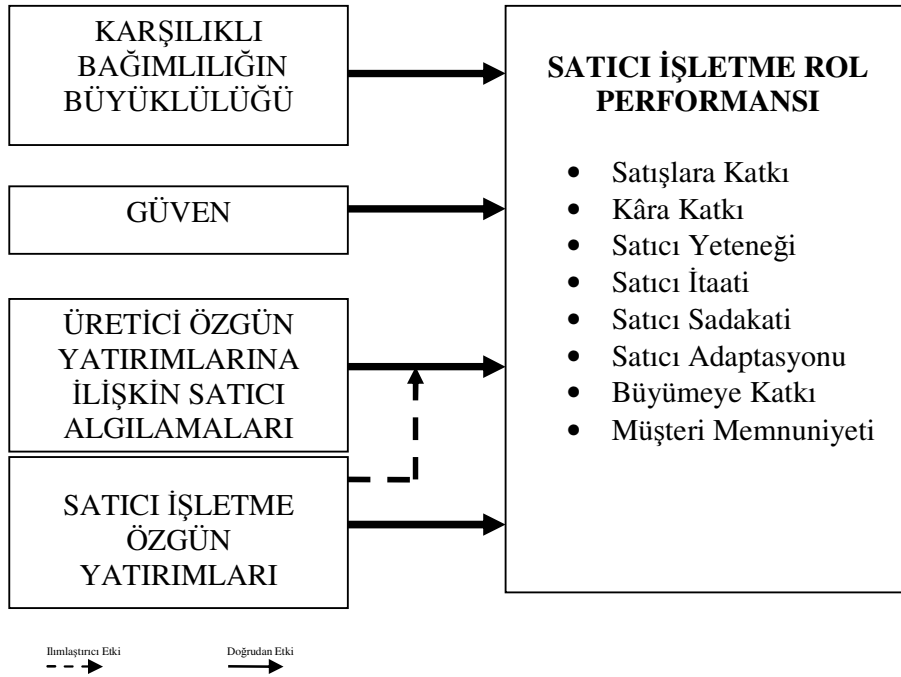 KARŞILIKLI
BAĞIMLILIĞIN
BÜYÜKLÜLÜĞÜ
GÜVEN
ÜRETİCİ ÖZGÜN
YATIRIMLARINA
İLİŞKİN SATICI
ALGILAMALARI
SATICI İŞLETME
ÖZGÜN
YATIRIMLARI
SATICI İŞLETME ROL
PERFORMANSI
• Satışlara Katkı
• Kâra Katkı
• Satıcı Yeteneği
• Satıcı İtaati
• Satıcı Sadakati
• Satıcı Adaptasyonu
• Büyümeye Katkı
• Müşteri Memnuniyeti
Ilımlaştırıcı Etki
Doğrudan Etki